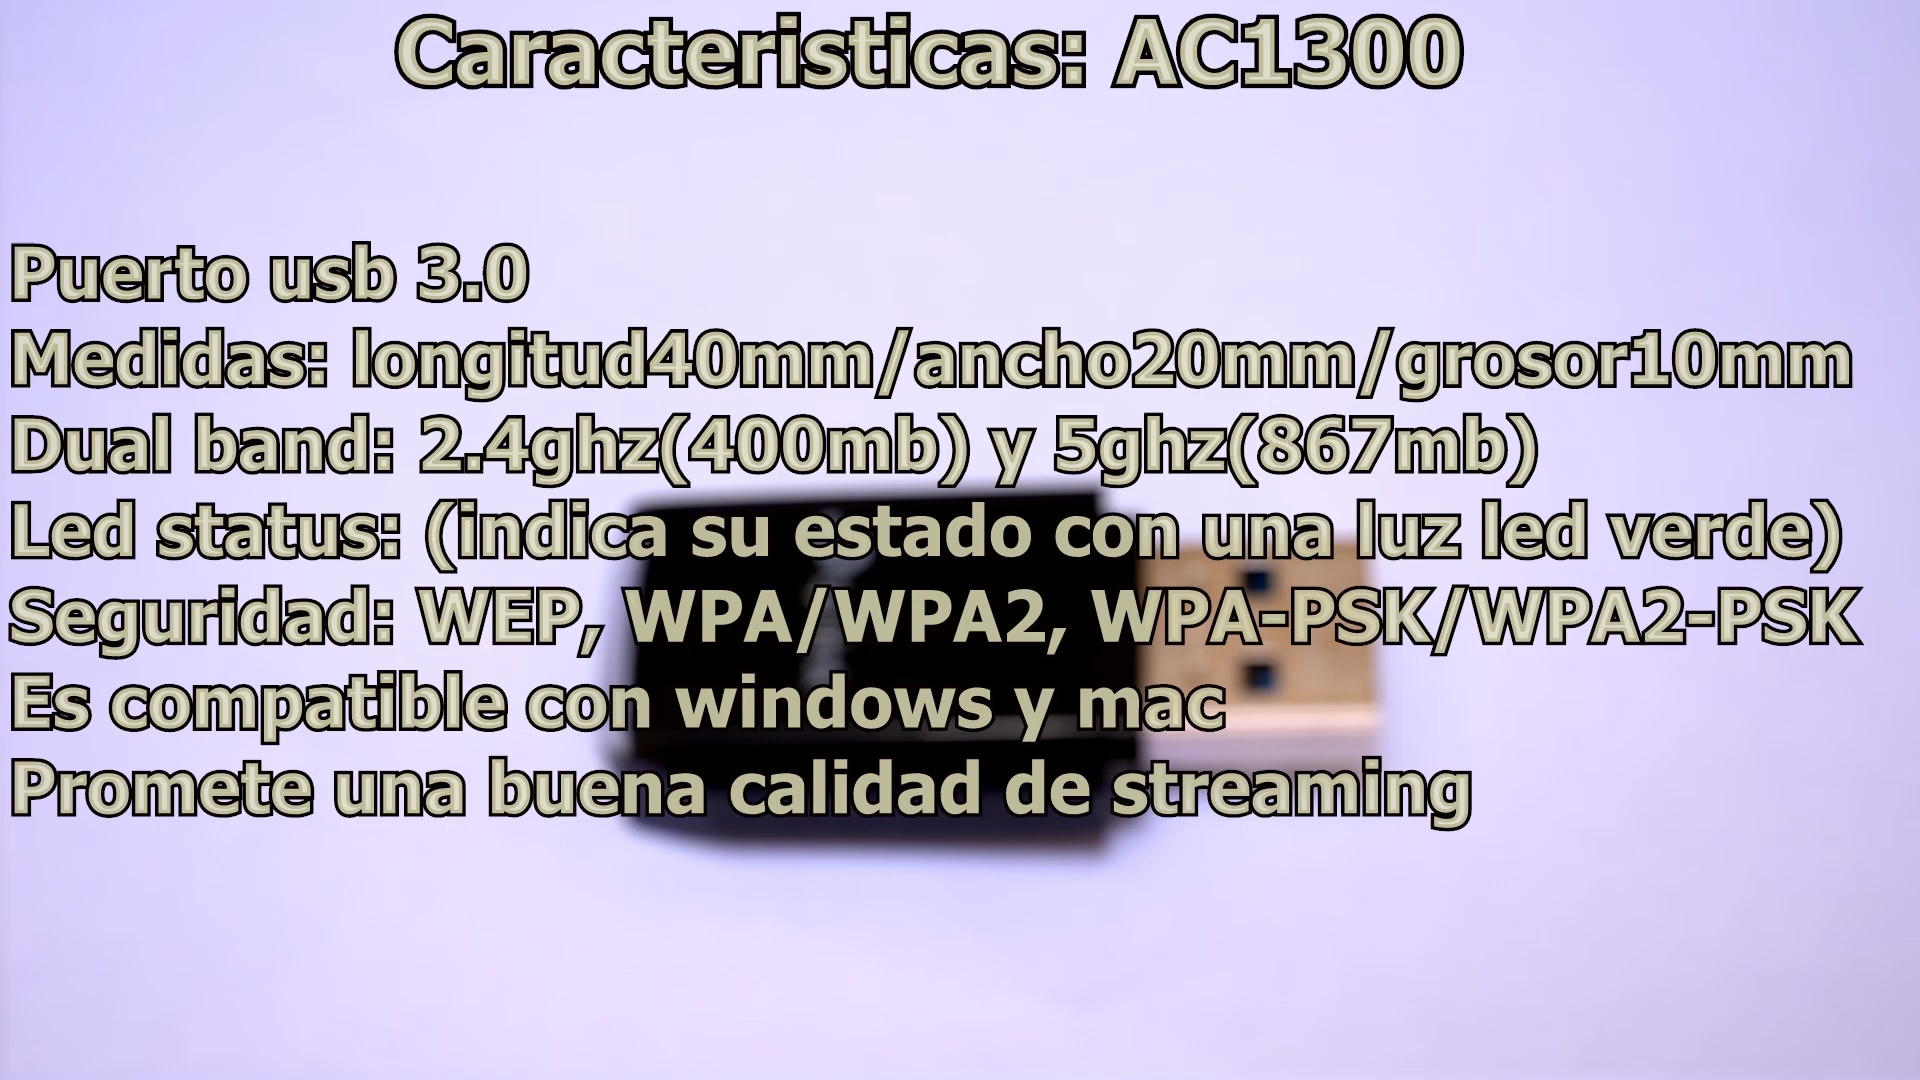 Caracteristicas: AC1300
Puerto usb 3.0
Medidas: longitud40mm/ancho20mm/grosor10mm
Dual band: 2.4ghz(400mb) y 5ghz(867mb)
Led status: (indica su estado con una luz led verde)
Seguridad: WEP, WPA/WPA2, WPA-PSK/WPA2-PSK
Es compatible con windows y mac
Promete una buena calidad de streaming